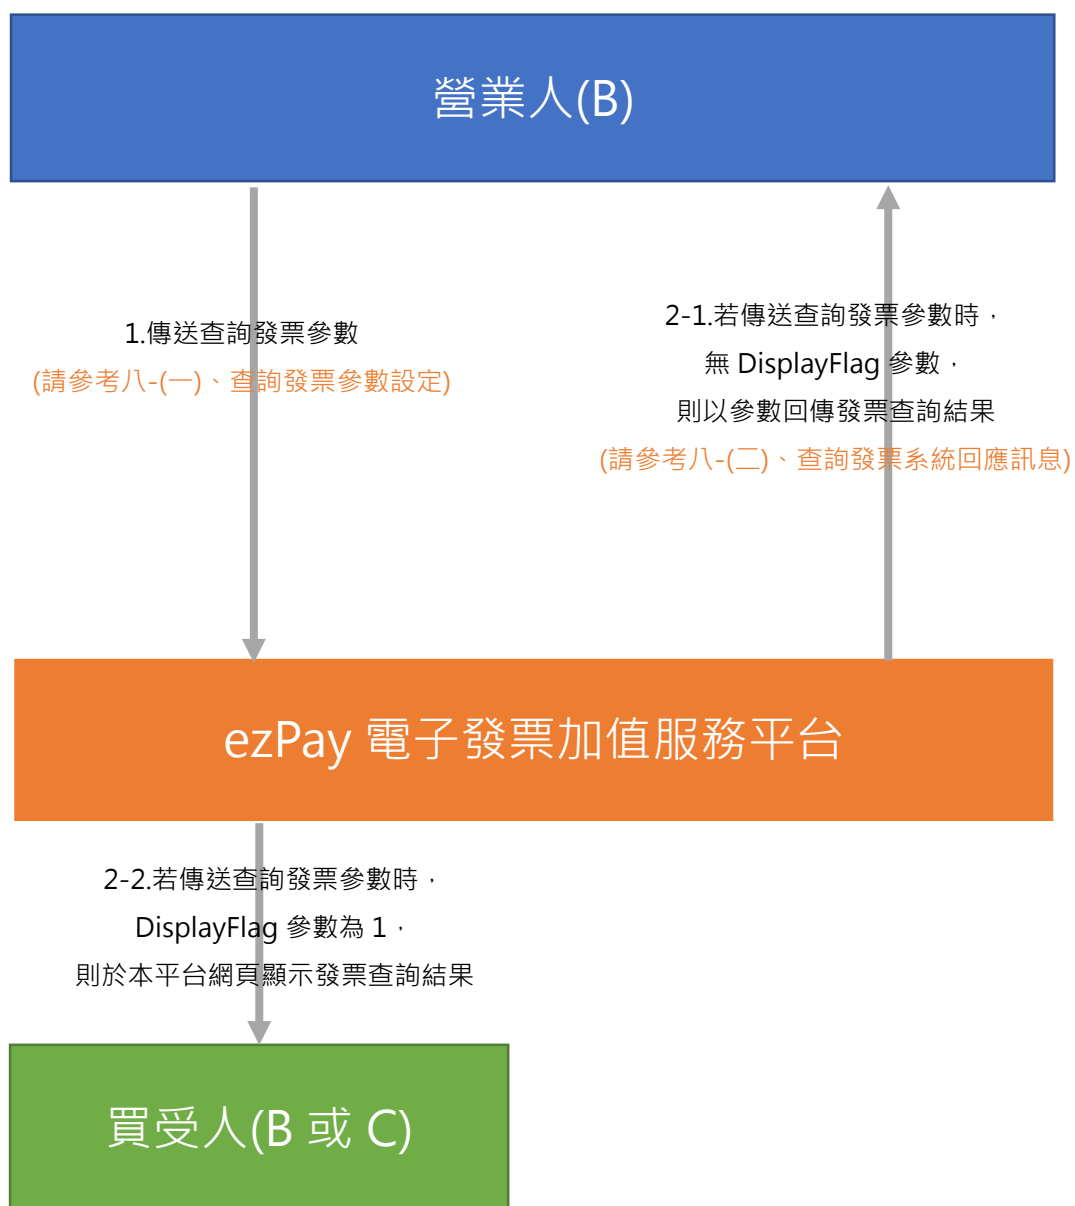 營業人(B)
1.傳送查詢發票參數
(請參考八-(一)、查詢發票參數設定)
2-1.若傳送查詢發票參數時，
無 DisplayFlag 參數，
則以參數回傳發票查詢結果
(請參考八-(二)、查詢發票系統回應訊息)
ezPay 電子發票加值服務平台
2-2.若傳送查詢發票參數時，
DisplayFlag 參數為 1，
則於本平台網頁顯示發票查詢結果
買受人(B 或 C)